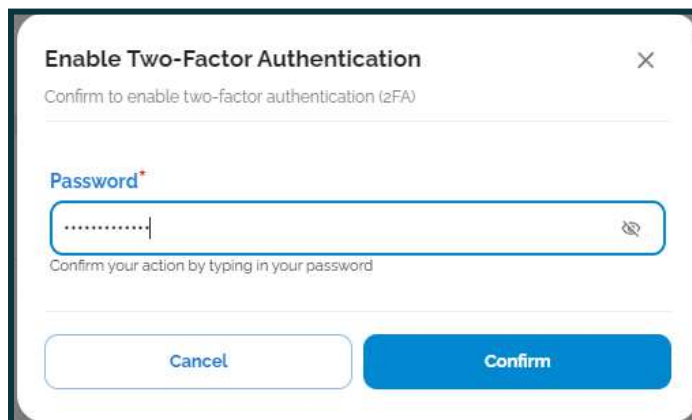 Enable Two-Factor Authentication
Confirm to enable two-factor authentication (2FA)
Password*
•••••••••••••
Confirm your action by typing in your password
Cancel
Confirm